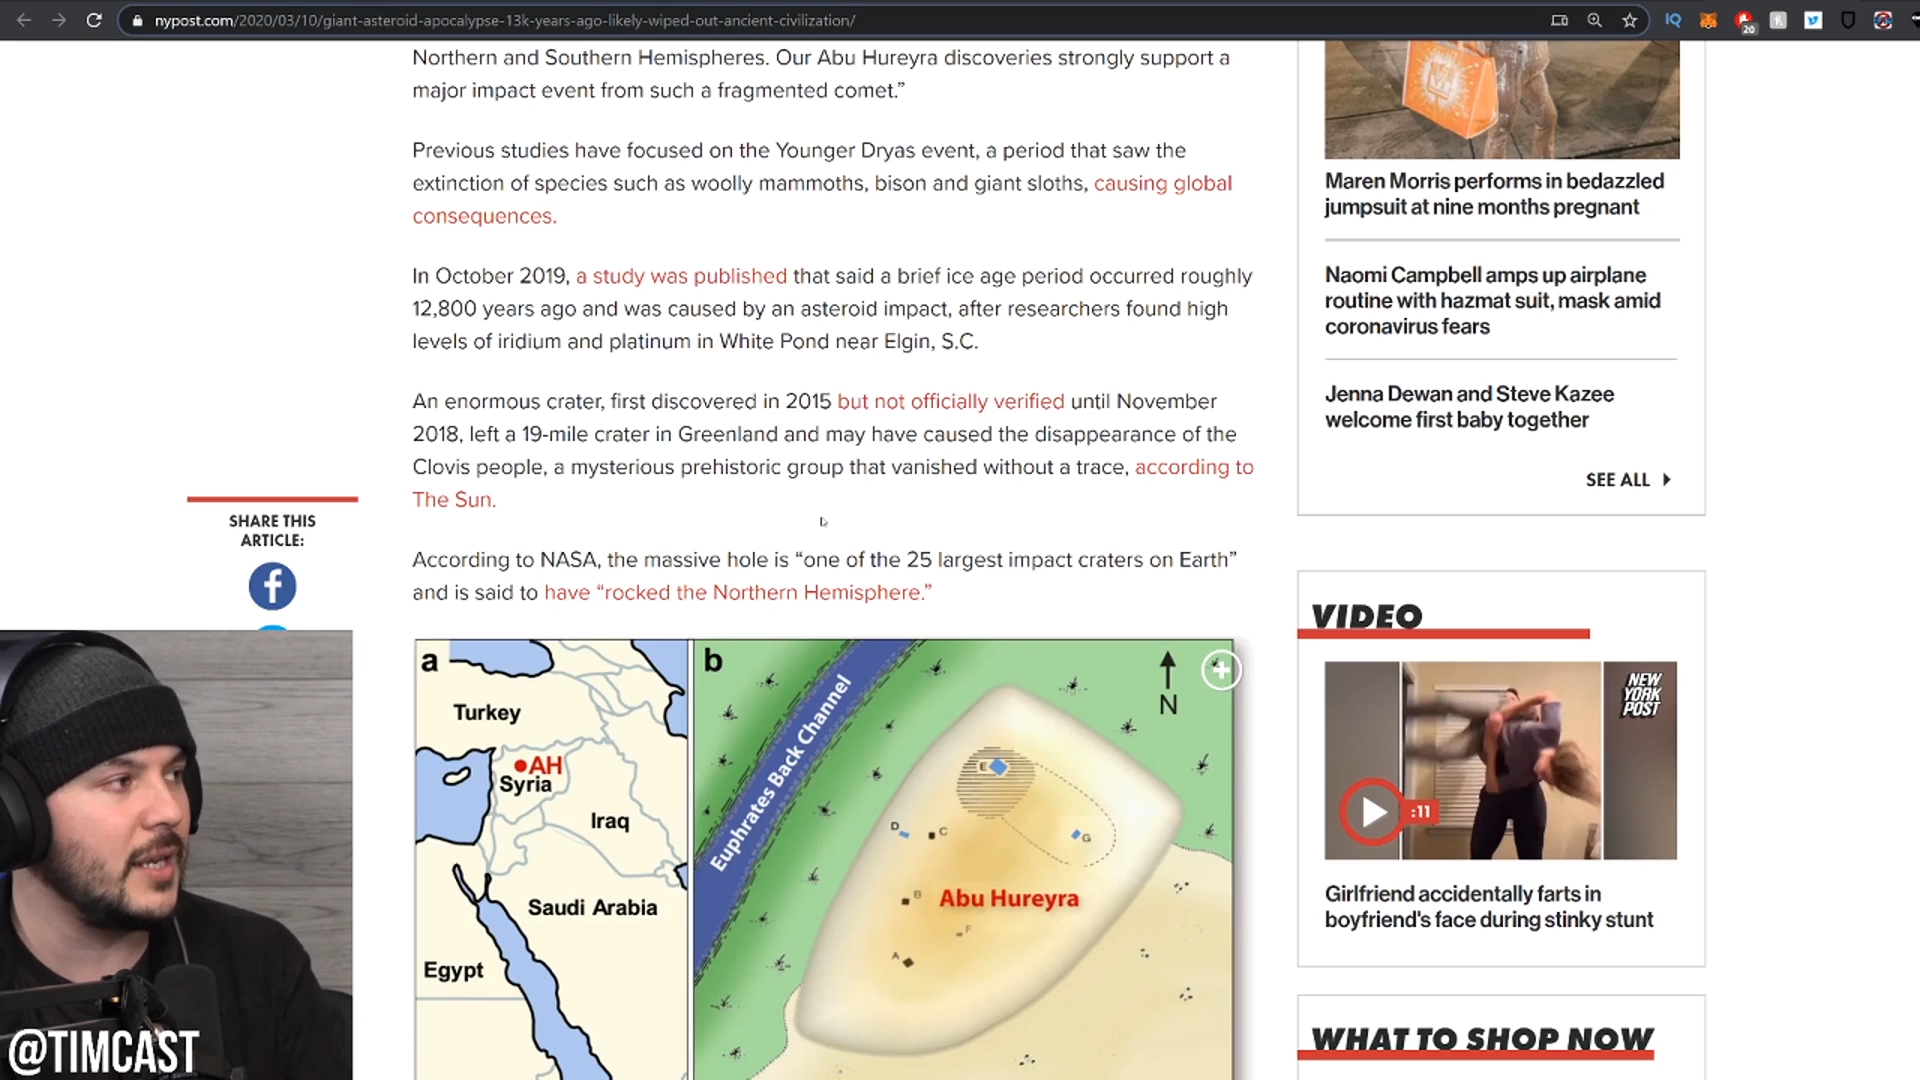 nypost.com/2020/03/10/giant-asteroid-apocalypse-13k-years-ago-likely-wiped-out-ancient-civilization/
20
Northern and Southern Hemispheres. Our Abu Hureyra discoveries strongly support a
major impact event from such a fragmented comet.”
Previous studies have focused on the Younger Dryas event, a period that saw the
extinction of species such as woolly mammoths, bison and giant sloths, causing global
consequences.
In October 2019, a study was published that said a brief ice age period occurred roughly
12,800 years ago and was caused by an asteroid impact, after researchers found high
levels of iridium and platinum in White Pond near Elgin, S.C.
An enormous crater, first discovered in 2015 but not officially verified until November
2018, left a 19-mile crater in Greenland and may have caused the disappearance of the
Clovis people, a mysterious prehistoric group that vanished without a trace, according to
The Sun.
According to NASA, the massive hole is “one of the 25 largest impact craters on Earth”
and is said to have “rocked the Northern Hemisphere.”
SHARE THIS
ARTICLE:
a
Turkey
AH
Syria
Iraq
Saudi Arabia
Egypt
b
N
Euphrates Back Channel
E
D
C
G
B
Abu Hureyra
F
A
Maren Morris performs in bedazzled
jumpsuit at nine months pregnant
Naomi Campbell amps up airplane
routine with hazmat suit, mask amid
coronavirus fears
Jenna Dewan and Steve Kazee
welcome first baby together
SEE ALL
VIDEO
NEW
YORK
POST
:11
Girlfriend accidentally farts in
boyfriend's face during stinky stunt
WHAT TO SHOP NOW
@TIMCAST